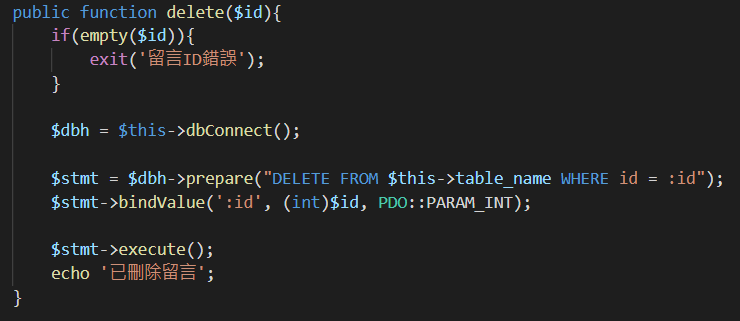 public function delete($id){
if(empty($id)){
exit('留言ID錯誤');
}
$dbh = $this->dbConnect();
$stmt = $dbh->prepare("DELETE FROM $this->table_name WHERE id = :id");
$stmt->bindValue(':id', (int)$id, PDO::PARAM_INT);
$stmt->execute();
echo '已刪除留言';
}